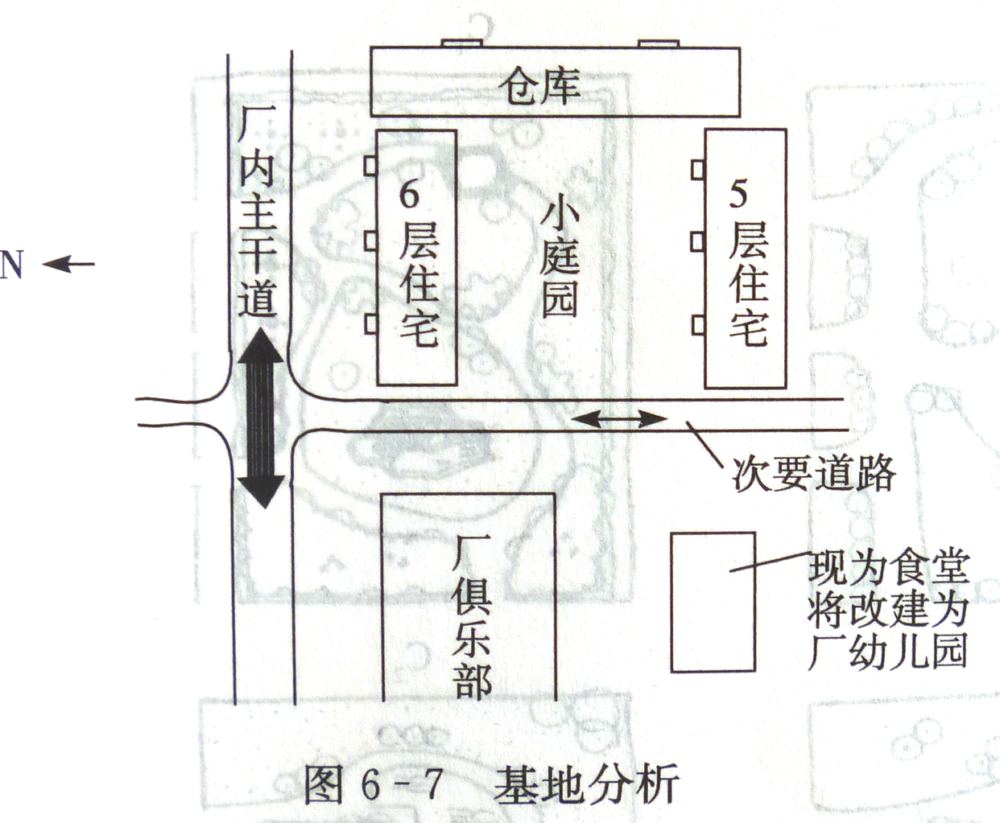 仓库
厂内主干道
6层住宅
小庭园
5层住宅
N
次要道路
厂俱乐部
现为食堂
将改建为
厂幼儿园
图 6-7 基地分析